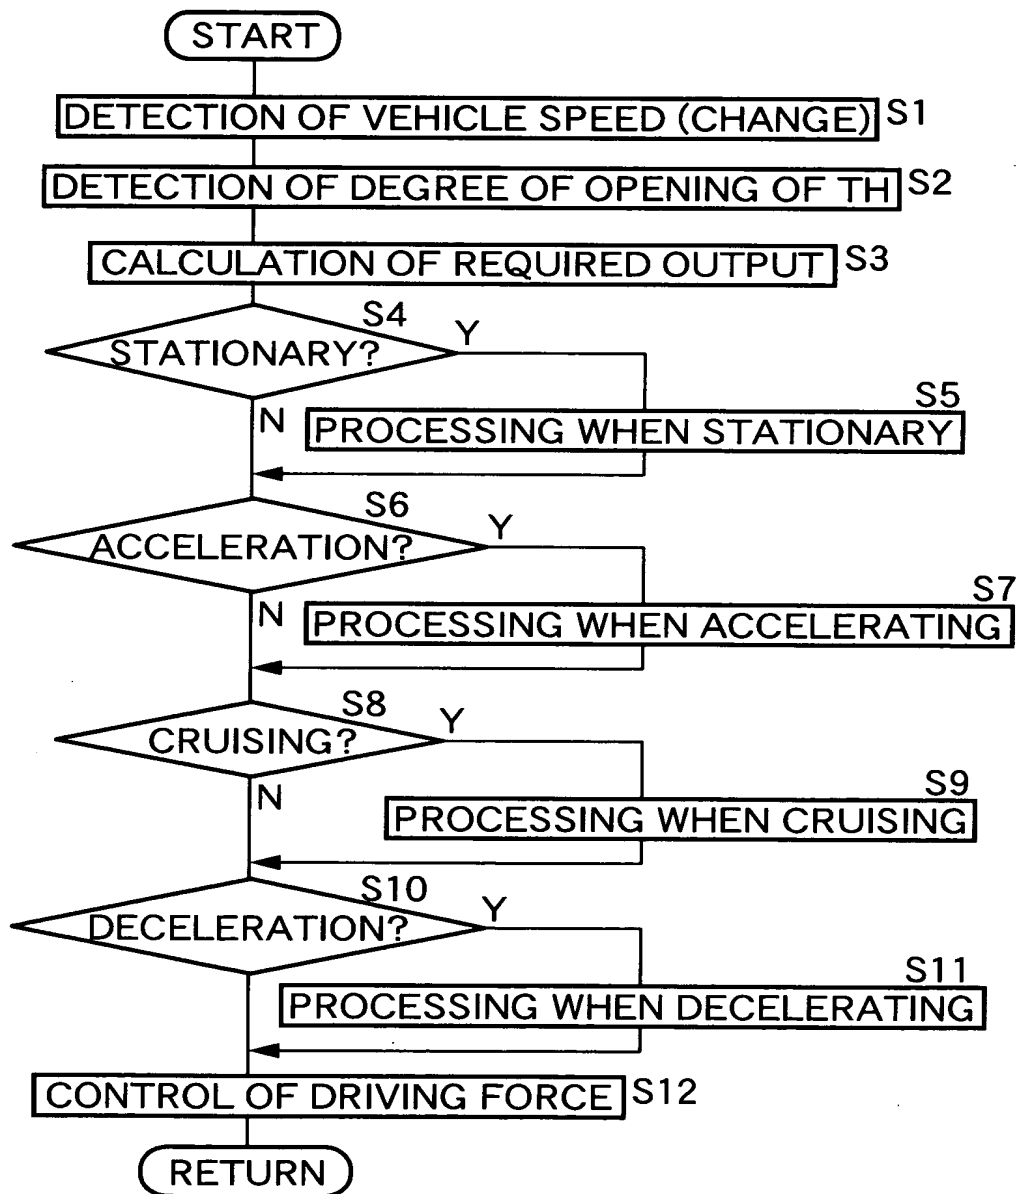 START
DETECTION OF VEHICLE SPEED (CHANGE) S1
DETECTION OF DEGREE OF OPENING OF TH S2
CALCULATION OF REQUIRED OUTPUT S3
S4
STATIONARY?
Y
N
S5
PROCESSING WHEN STATIONARY
S6
ACCELERATION?
Y
N
S7
PROCESSING WHEN ACCELERATING
S8
CRUISING?
Y
N
S9
PROCESSING WHEN CRUISING
S10
DECELERATION?
Y
S11
PROCESSING WHEN DECELERATING
CONTROL OF DRIVING FORCE S12
RETURN